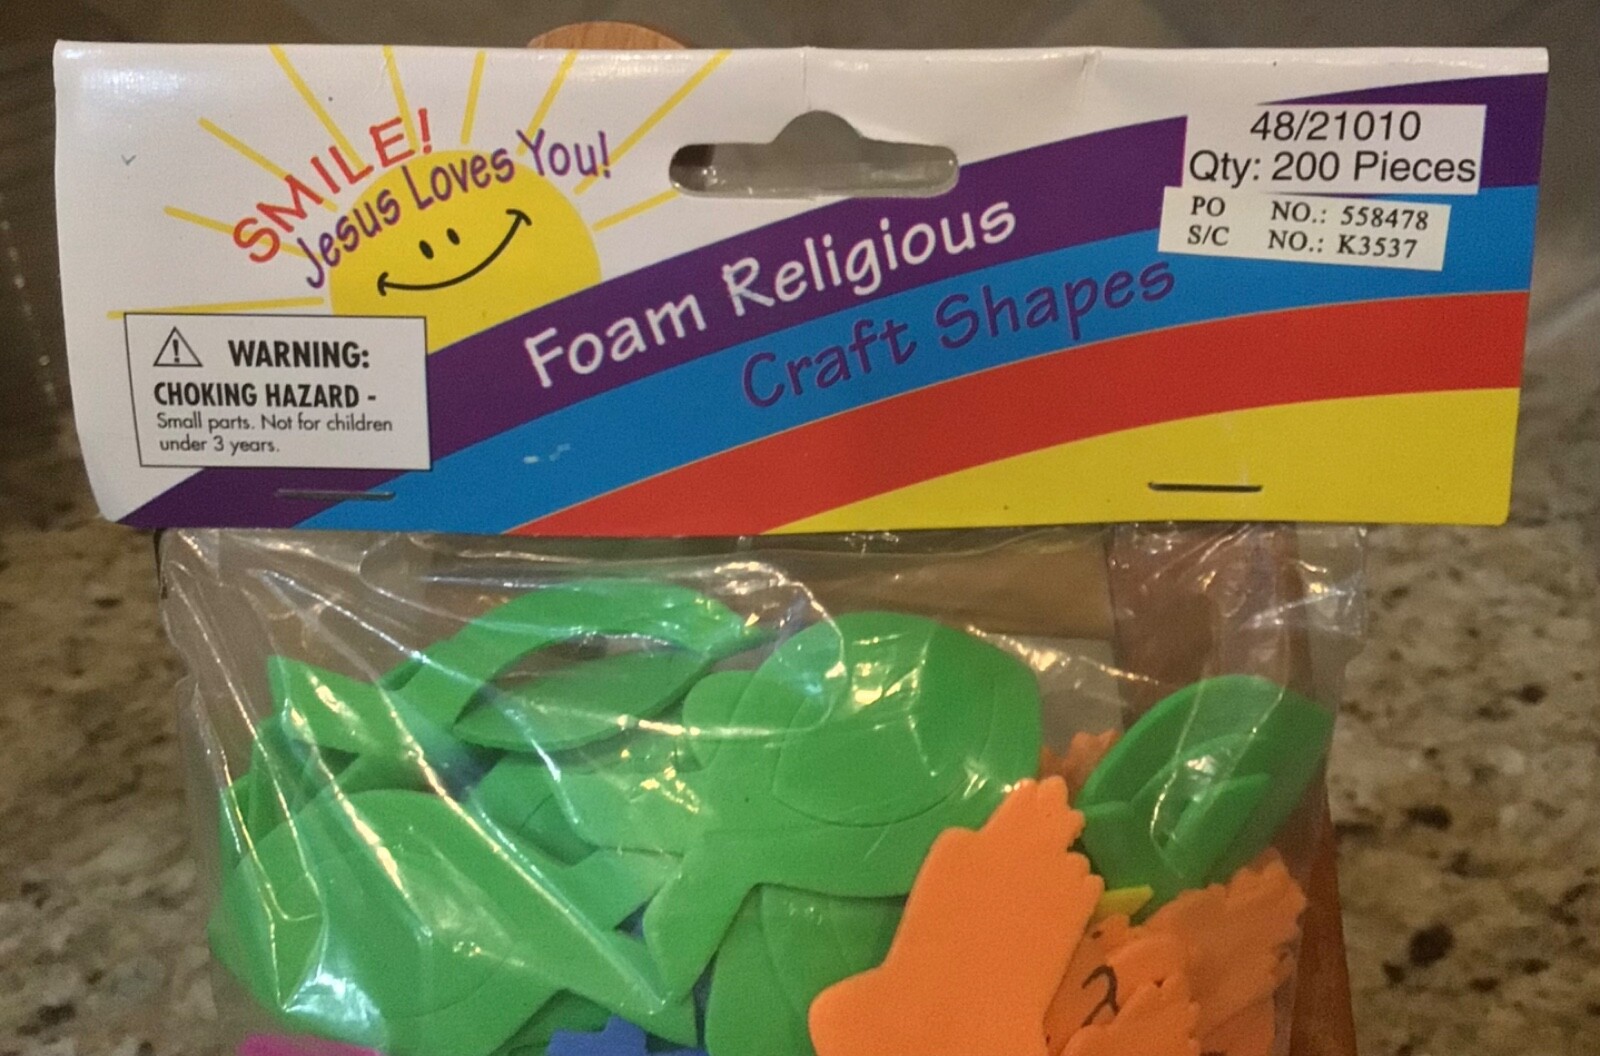 SMILE!
Jesus Loves You!
Foam Religious
Craft Shapes
48/21010
Qty: 200 Pieces
PO NO.: 558478
S/C NO.: K3537
WARNING:
CHOKING HAZARD -
Small parts. Not for children
under 3 years.